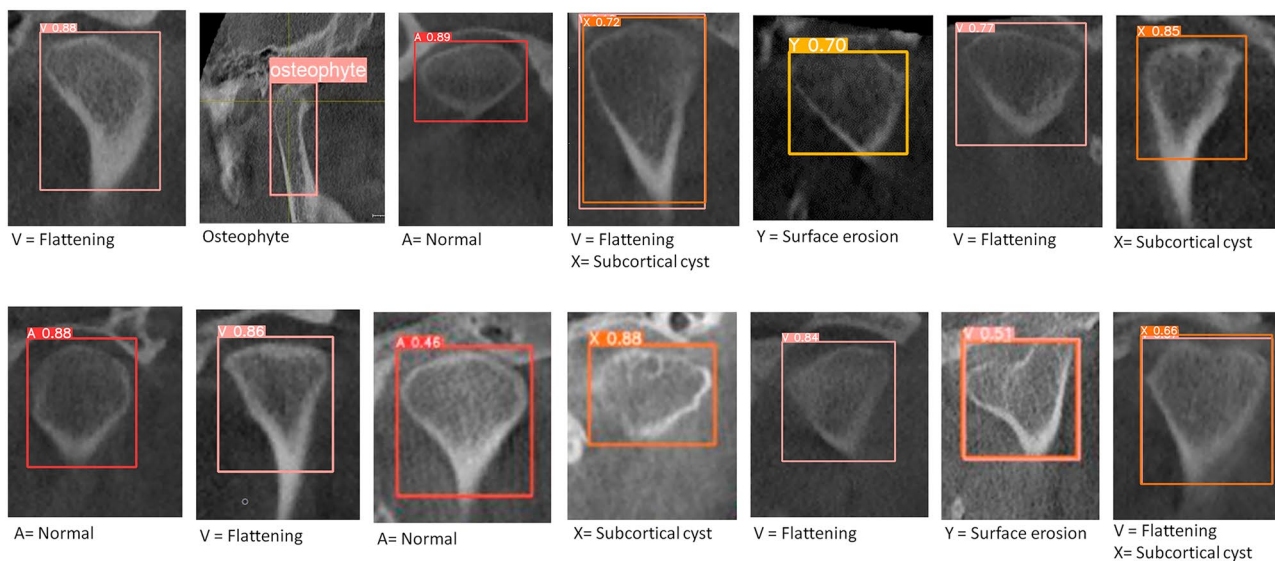 V 0.88
osteophyte
A 0.89
X 0.72
Y 0.70
V 0.77
X 0.85
V = Flattening
Osteophyte
A= Normal
V = Flattening
X= Subcortical cyst
Y = Surface erosion
V = Flattening
X= Subcortical cyst
A 0.88
V 0.86
A 0.46
X 0.88
V 0.84
V 0.51
X 0.66
A= Normal
V = Flattening
A= Normal
X= Subcortical cyst
V = Flattening
Y = Surface erosion
V = Flattening
X= Subcortical cyst